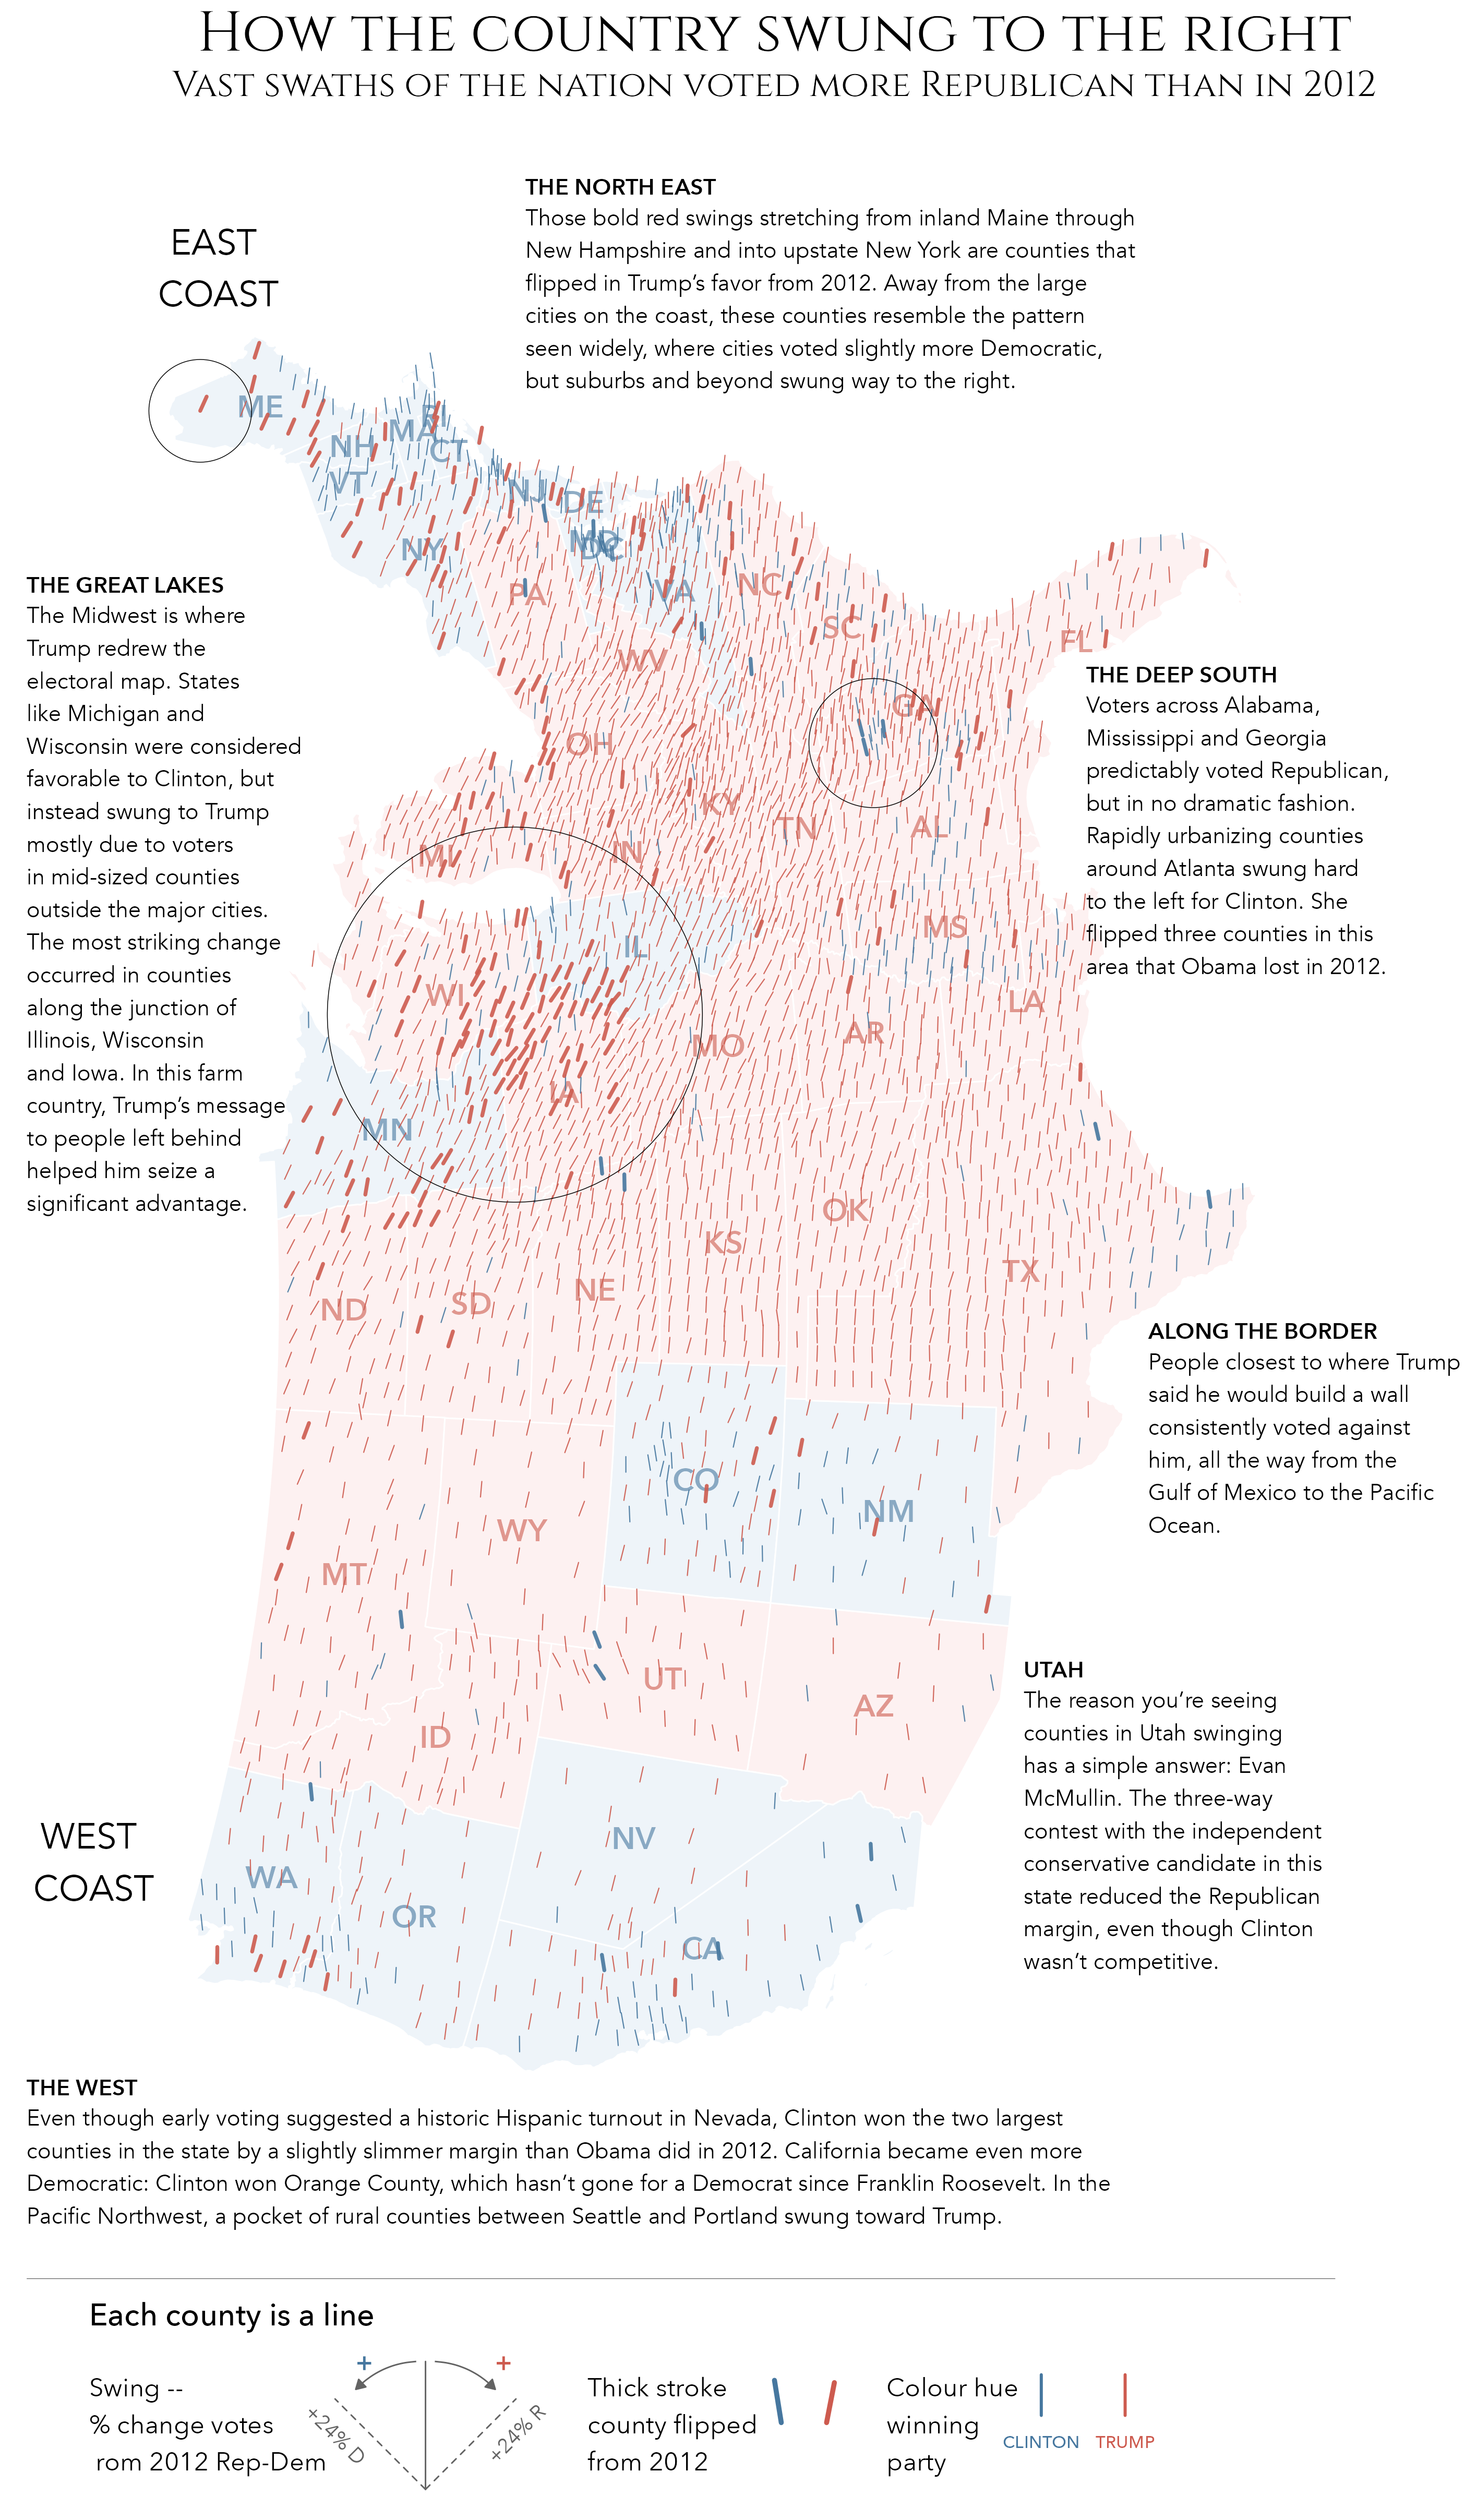 HOW THE COUNTRY SWUNG TO THE RIGHT
VAST SWATHS OF THE NATION VOTED MORE REPUBLICAN THAN IN 2012
THE NORTH EAST
Those bold red swings stretching from inland Maine through
New Hampshire and into upstate New York are counties that
flipped in Trump's favor from 2012. Away from the large
cities on the coast, these counties resemble the pattern
seen widely, where cities voted slightly more Democratic,
but suburbs and beyond swung way to the right.
EAST
COAST
ME
RI
MA
NH
CT
VT
NJ
DE
NY
MD
DC
PA
VA
NC
SC
FL
WV
GA
OH
KY
TN
AL
MI
IN
MS
IL
WI
LA
MO
AR
IA
MN
OK
KS
TX
NE
SD
ND
CO
NM
WY
MT
UT
AZ
ID
NV
WA
OR
CA
THE GREAT LAKES
The Midwest is where
Trump redrew the
electoral map. States
like Michigan and
Wisconsin were considered
favorable to Clinton, but
instead swung to Trump
mostly due to voters
in mid-sized counties
outside the major cities.
The most striking change
occurred in counties
along the junction of
Illinois, Wisconsin
and Iowa. In this farm
country, Trump's message
to people left behind
helped him seize a
significant advantage.
THE DEEP SOUTH
Voters across Alabama,
Mississippi and Georgia
predictably voted Republican,
but in no dramatic fashion.
Rapidly urbanizing counties
around Atlanta swung hard
to the left for Clinton. She
flipped three counties in this
area that Obama lost in 2012.
ALONG THE BORDER
People closest to where Trump
said he would build a wall
consistently voted against
him, all the way from the
Gulf of Mexico to the Pacific
Ocean.
UTAH
The reason you're seeing
counties in Utah swinging
has a simple answer: Evan
McMullin. The three-way
contest with the independent
conservative candidate in this
state reduced the Republican
margin, even though Clinton
wasn't competitive.
WEST
COAST
THE WEST
Even though early voting suggested a historic Hispanic turnout in Nevada, Clinton won the two largest
counties in the state by a slightly slimmer margin than Obama did in 2012. California became even more
Democratic: Clinton won Orange County, which hasn't gone for a Democrat since Franklin Roosevelt. In the
Pacific Northwest, a pocket of rural counties between Seattle and Portland swung toward Trump.
Each county is a line
Swing --
% change votes
rom 2012 Rep-Dem
+
+
+24% D
+24% R
Thick stroke
county flipped
from 2012
Colour hue
winning
party
CLINTON
TRUMP